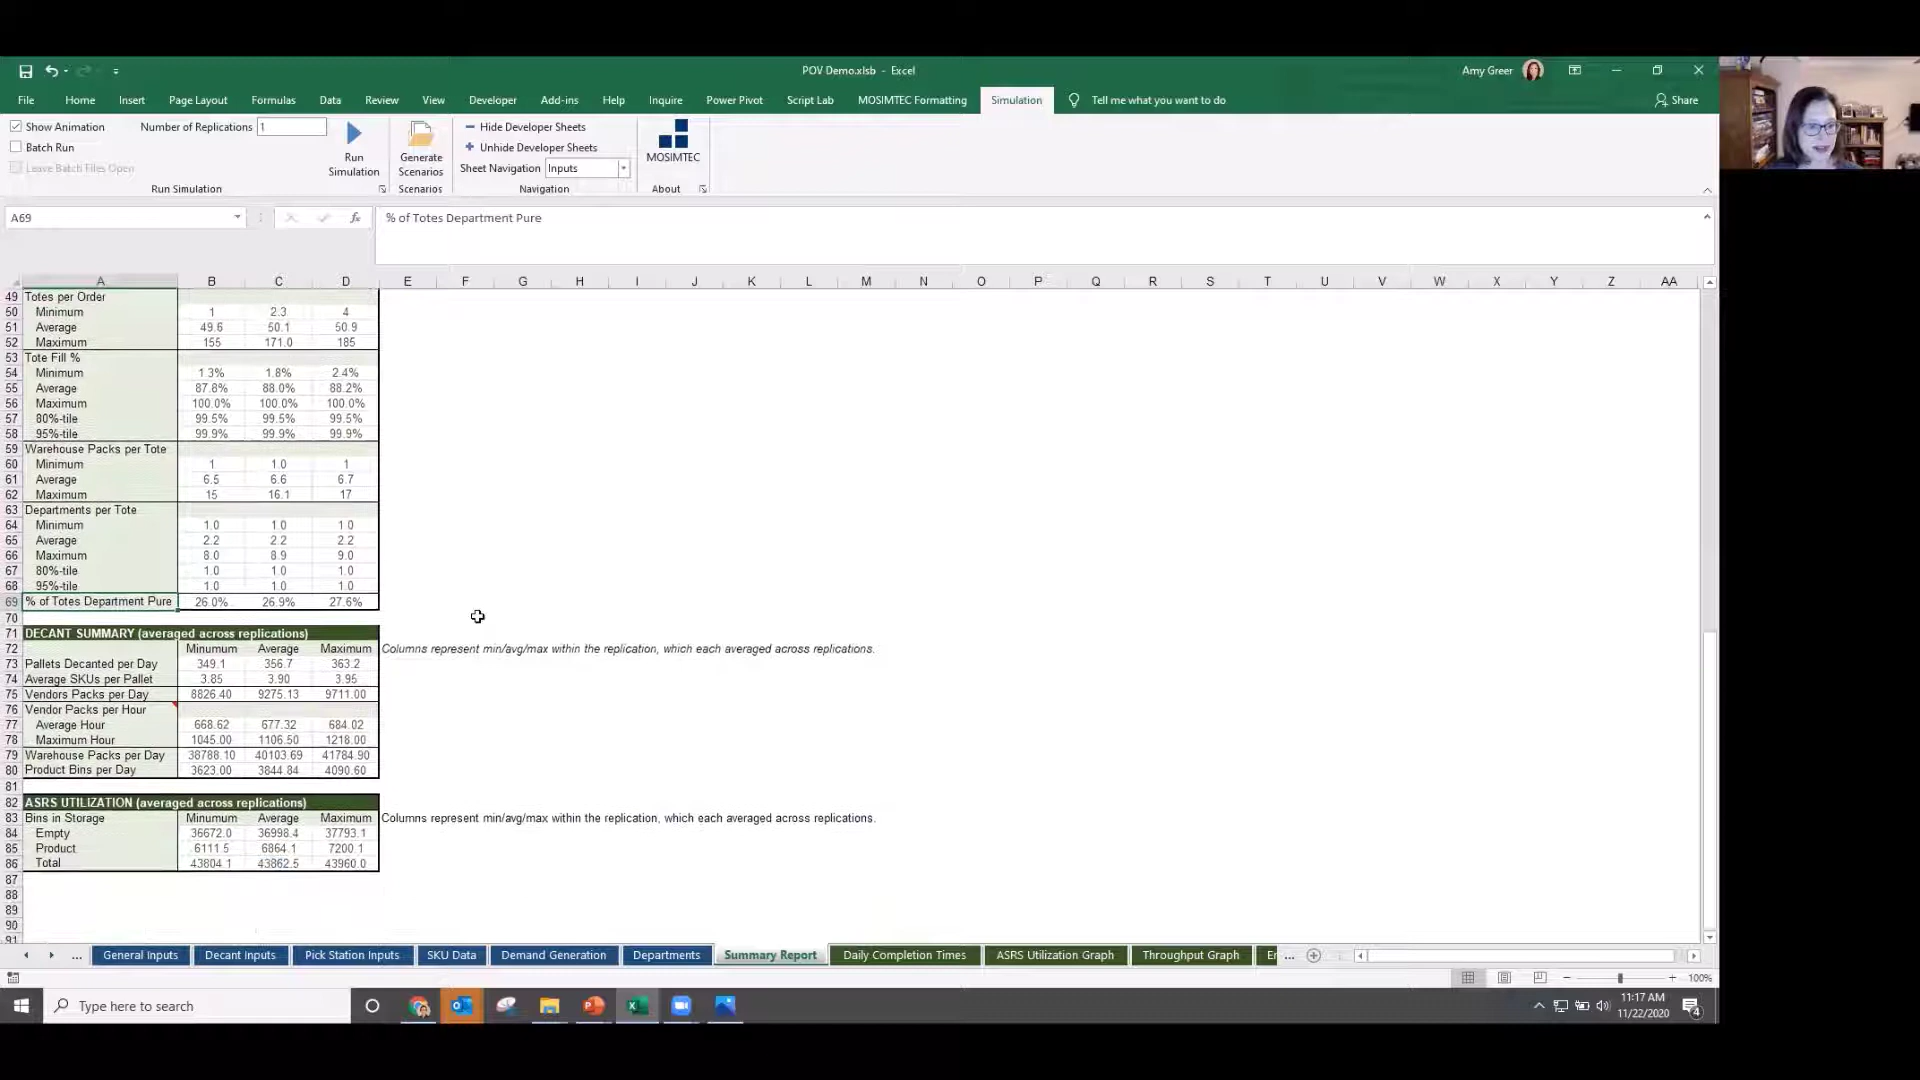 POV Demo.xlsb - Excel
Amy Greer
File Home Insert Page Layout Formulas Data Review View Developer Add-ins Help Inquire Power Pivot Script Lab MOSIMTEC Formatting Simulation Tell me what you want to do Share
Show Animation Number of Replications 1
Batch Run
Leave Batch Files Open
Run Simulation
Run Simulation
Generate Scenarios
Scenarios
Hide Developer Sheets
Unhide Developer Sheets
Sheet Navigation Inputs
Navigation
MOSIMTEC
About
A69 fx % of Totes Department Pure
A B C D E F G H I J K L M N O P Q R S T U V W X Y Z AA
49 Totes per Order
50 Minimum 1 2.3 4
51 Average 49.6 50.1 50.9
52 Maximum 155 171.0 185
53 Tote Fill %
54 Minimum 1.3% 1.8% 2.4%
55 Average 87.8% 88.0% 88.2%
56 Maximum 100.0% 100.0% 100.0%
57 80%-tile 99.5% 99.5% 99.5%
58 95%-tile 99.9% 99.9% 99.9%
59 Warehouse Packs per Tote
60 Minimum 1 1.0 1
61 Average 6.5 6.6 6.7
62 Maximum 15 16.1 17
63 Departments per Tote
64 Minimum 1.0 1.0 1.0
65 Average 2.2 2.2 2.2
66 Maximum 8.0 8.9 9.0
67 80%-tile 1.0 1.0 1.0
68 95%-tile 1.0 1.0 1.0
69 % of Totes Department Pure 26.0% 26.9% 27.6%
70
71 DECANT SUMMARY (averaged across replications)
72 Minumum Average Maximum Columns represent min/avg/max within the replication, which each averaged across replications.
73 Pallets Decanted per Day 349.1 356.7 363.2
74 Average SKUs per Pallet 3.85 3.90 3.95
75 Vendors Packs per Day 8826.40 9275.13 9711.00
76 Vendor Packs per Hour
77 Average Hour 668.62 677.32 684.02
78 Maximum Hour 1045.00 1106.50 1218.00
79 Warehouse Packs per Day 38788.10 40103.69 41784.90
80 Product Bins per Day 3623.00 3844.84 4090.60
81
82 ASRS UTILIZATION (averaged across replications)
83 Bins in Storage Minumum Average Maximum Columns represent min/avg/max within the replication, which each averaged across replications.
84 Empty 36672.0 36998.4 37793.1
85 Product 6111.5 6864.1 7200.1
86 Total 43804.1 43862.5 43960.0
87
88
89
90
91
... General Inputs Decant Inputs Pick Station Inputs SKU Data Demand Generation Departments Summary Report Daily Completion Times ASRS Utilization Graph Throughput Graph Er ...
100%
Type here to search
11:17 AM
11/22/2020
4